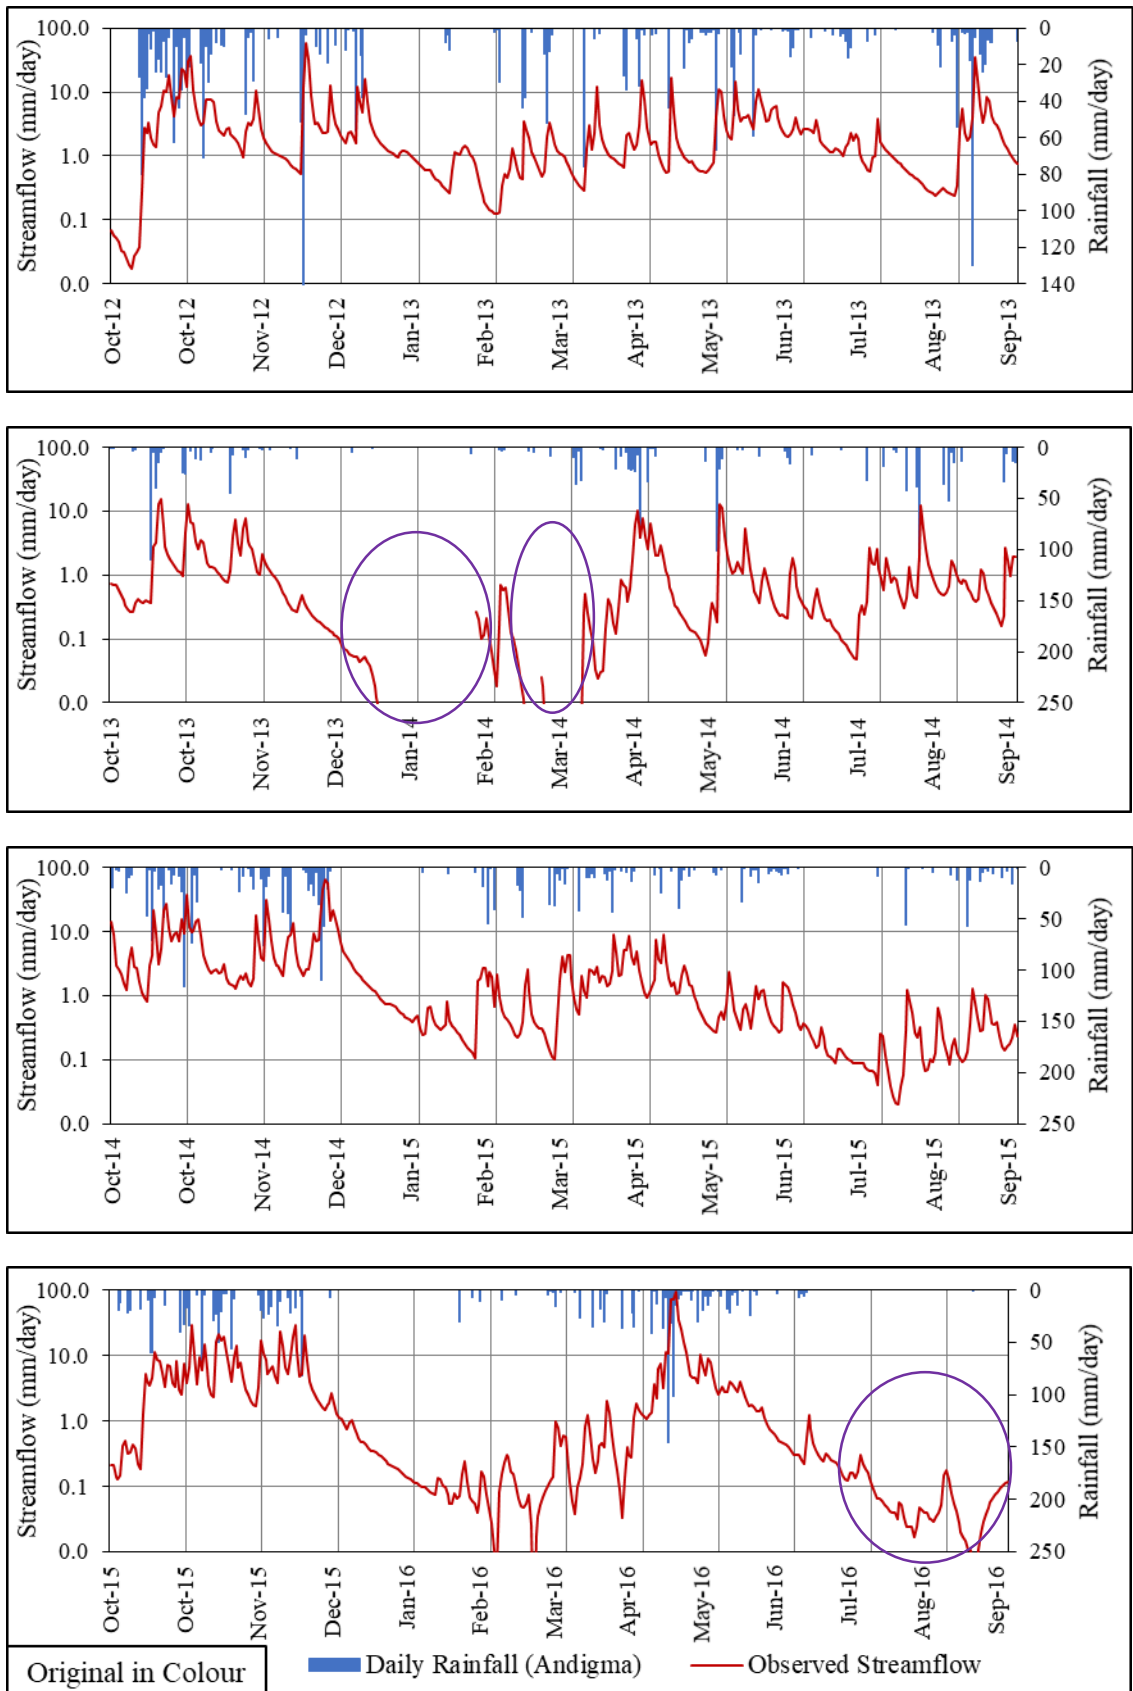 Streamflow (mm/day)
100.0
10.0
1.0
0.1
0.0
0
20
40
60
80
100
120
140
Rainfall (mm/day)
Oct-12
Oct-12
Nov-12
Dec-12
Jan-13
Feb-13
Mar-13
Apr-13
May-13
Jun-13
Jul-13
Aug-13
Sep-13
Streamflow (mm/day)
100.0
10.0
1.0
0.1
0.0
0
50
100
150
200
250
Rainfall (mm/day)
Oct-13
Oct-13
Nov-13
Dec-13
Jan-14
Feb-14
Mar-14
Apr-14
May-14
Jun-14
Jul-14
Aug-14
Sep-14
Streamflow (mm/day)
100.0
10.0
1.0
0.1
0.0
0
50
100
150
200
250
Rainfall (mm/day)
Oct-14
Oct-14
Nov-14
Dec-14
Jan-15
Feb-15
Mar-15
Apr-15
May-15
Jun-15
Jul-15
Aug-15
Sep-15
Streamflow (mm/day)
100.0
10.0
1.0
0.1
0.0
0
50
100
150
200
250
Rainfall (mm/day)
Oct-15
Oct-15
Nov-15
Dec-15
Jan-16
Feb-16
Mar-16
Apr-16
May-16
Jun-16
Jul-16
Aug-16
Sep-16
Original in Colour
Daily Rainfall (Andigma)
Observed Streamflow